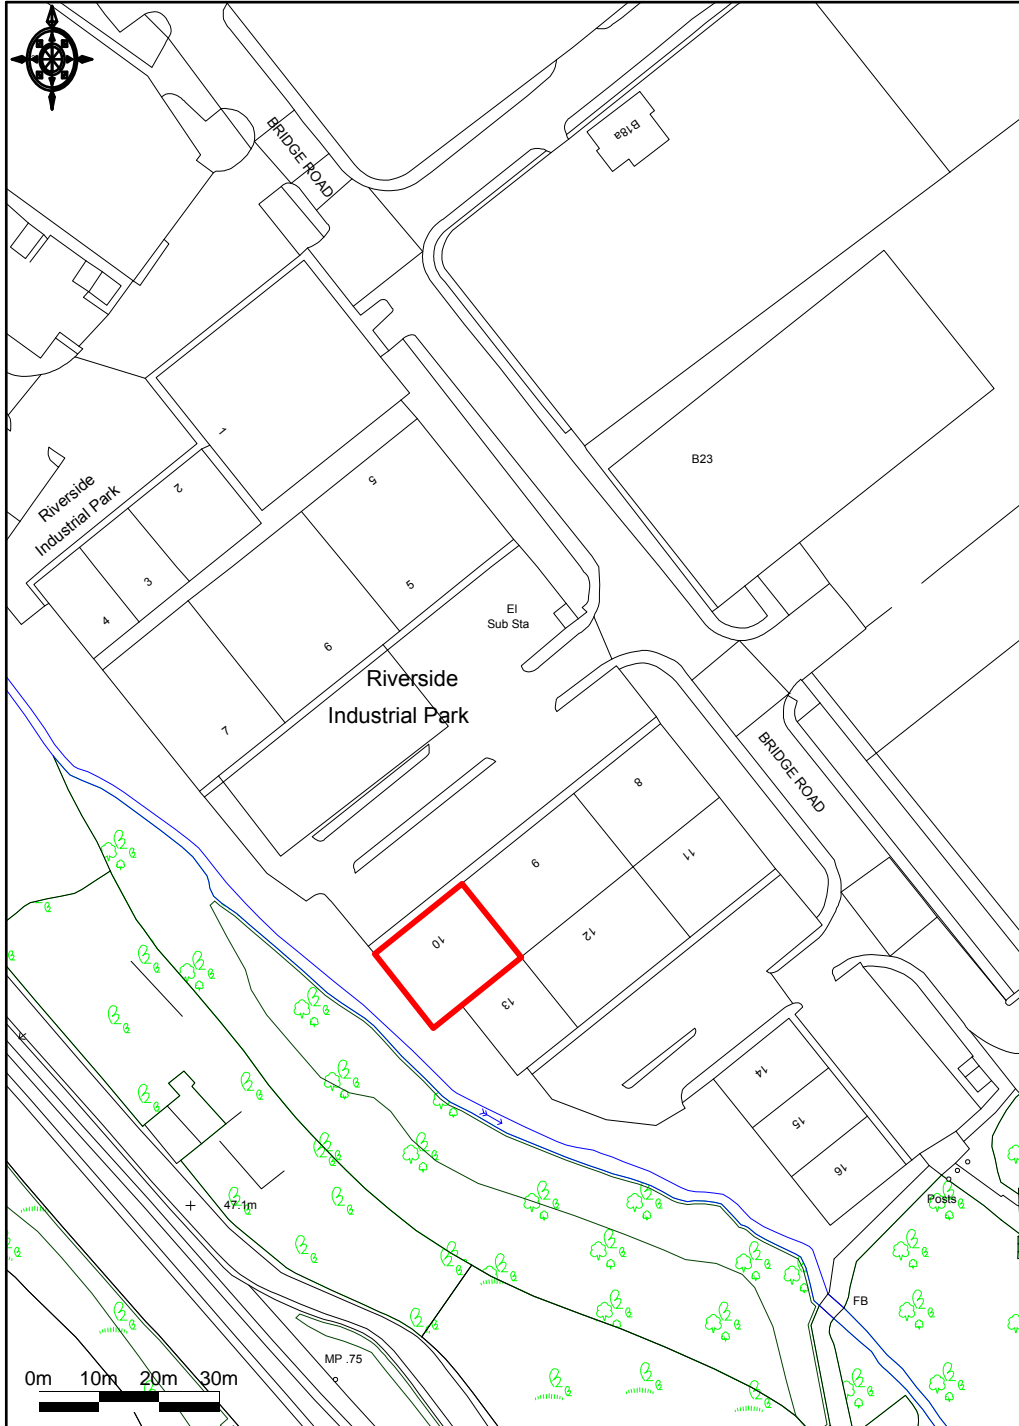 BRIDGE ROAD
B18a
B23
1
Riverside
Industrial Park
2
5
3
5
4
6
El
Sub Sta
Riverside
Industrial Park
7
BRIDGE ROAD
8
9
11
10
12
13
14
15
16
Posts
47.1m
FB
MP .75
0m 10m 20m 30m